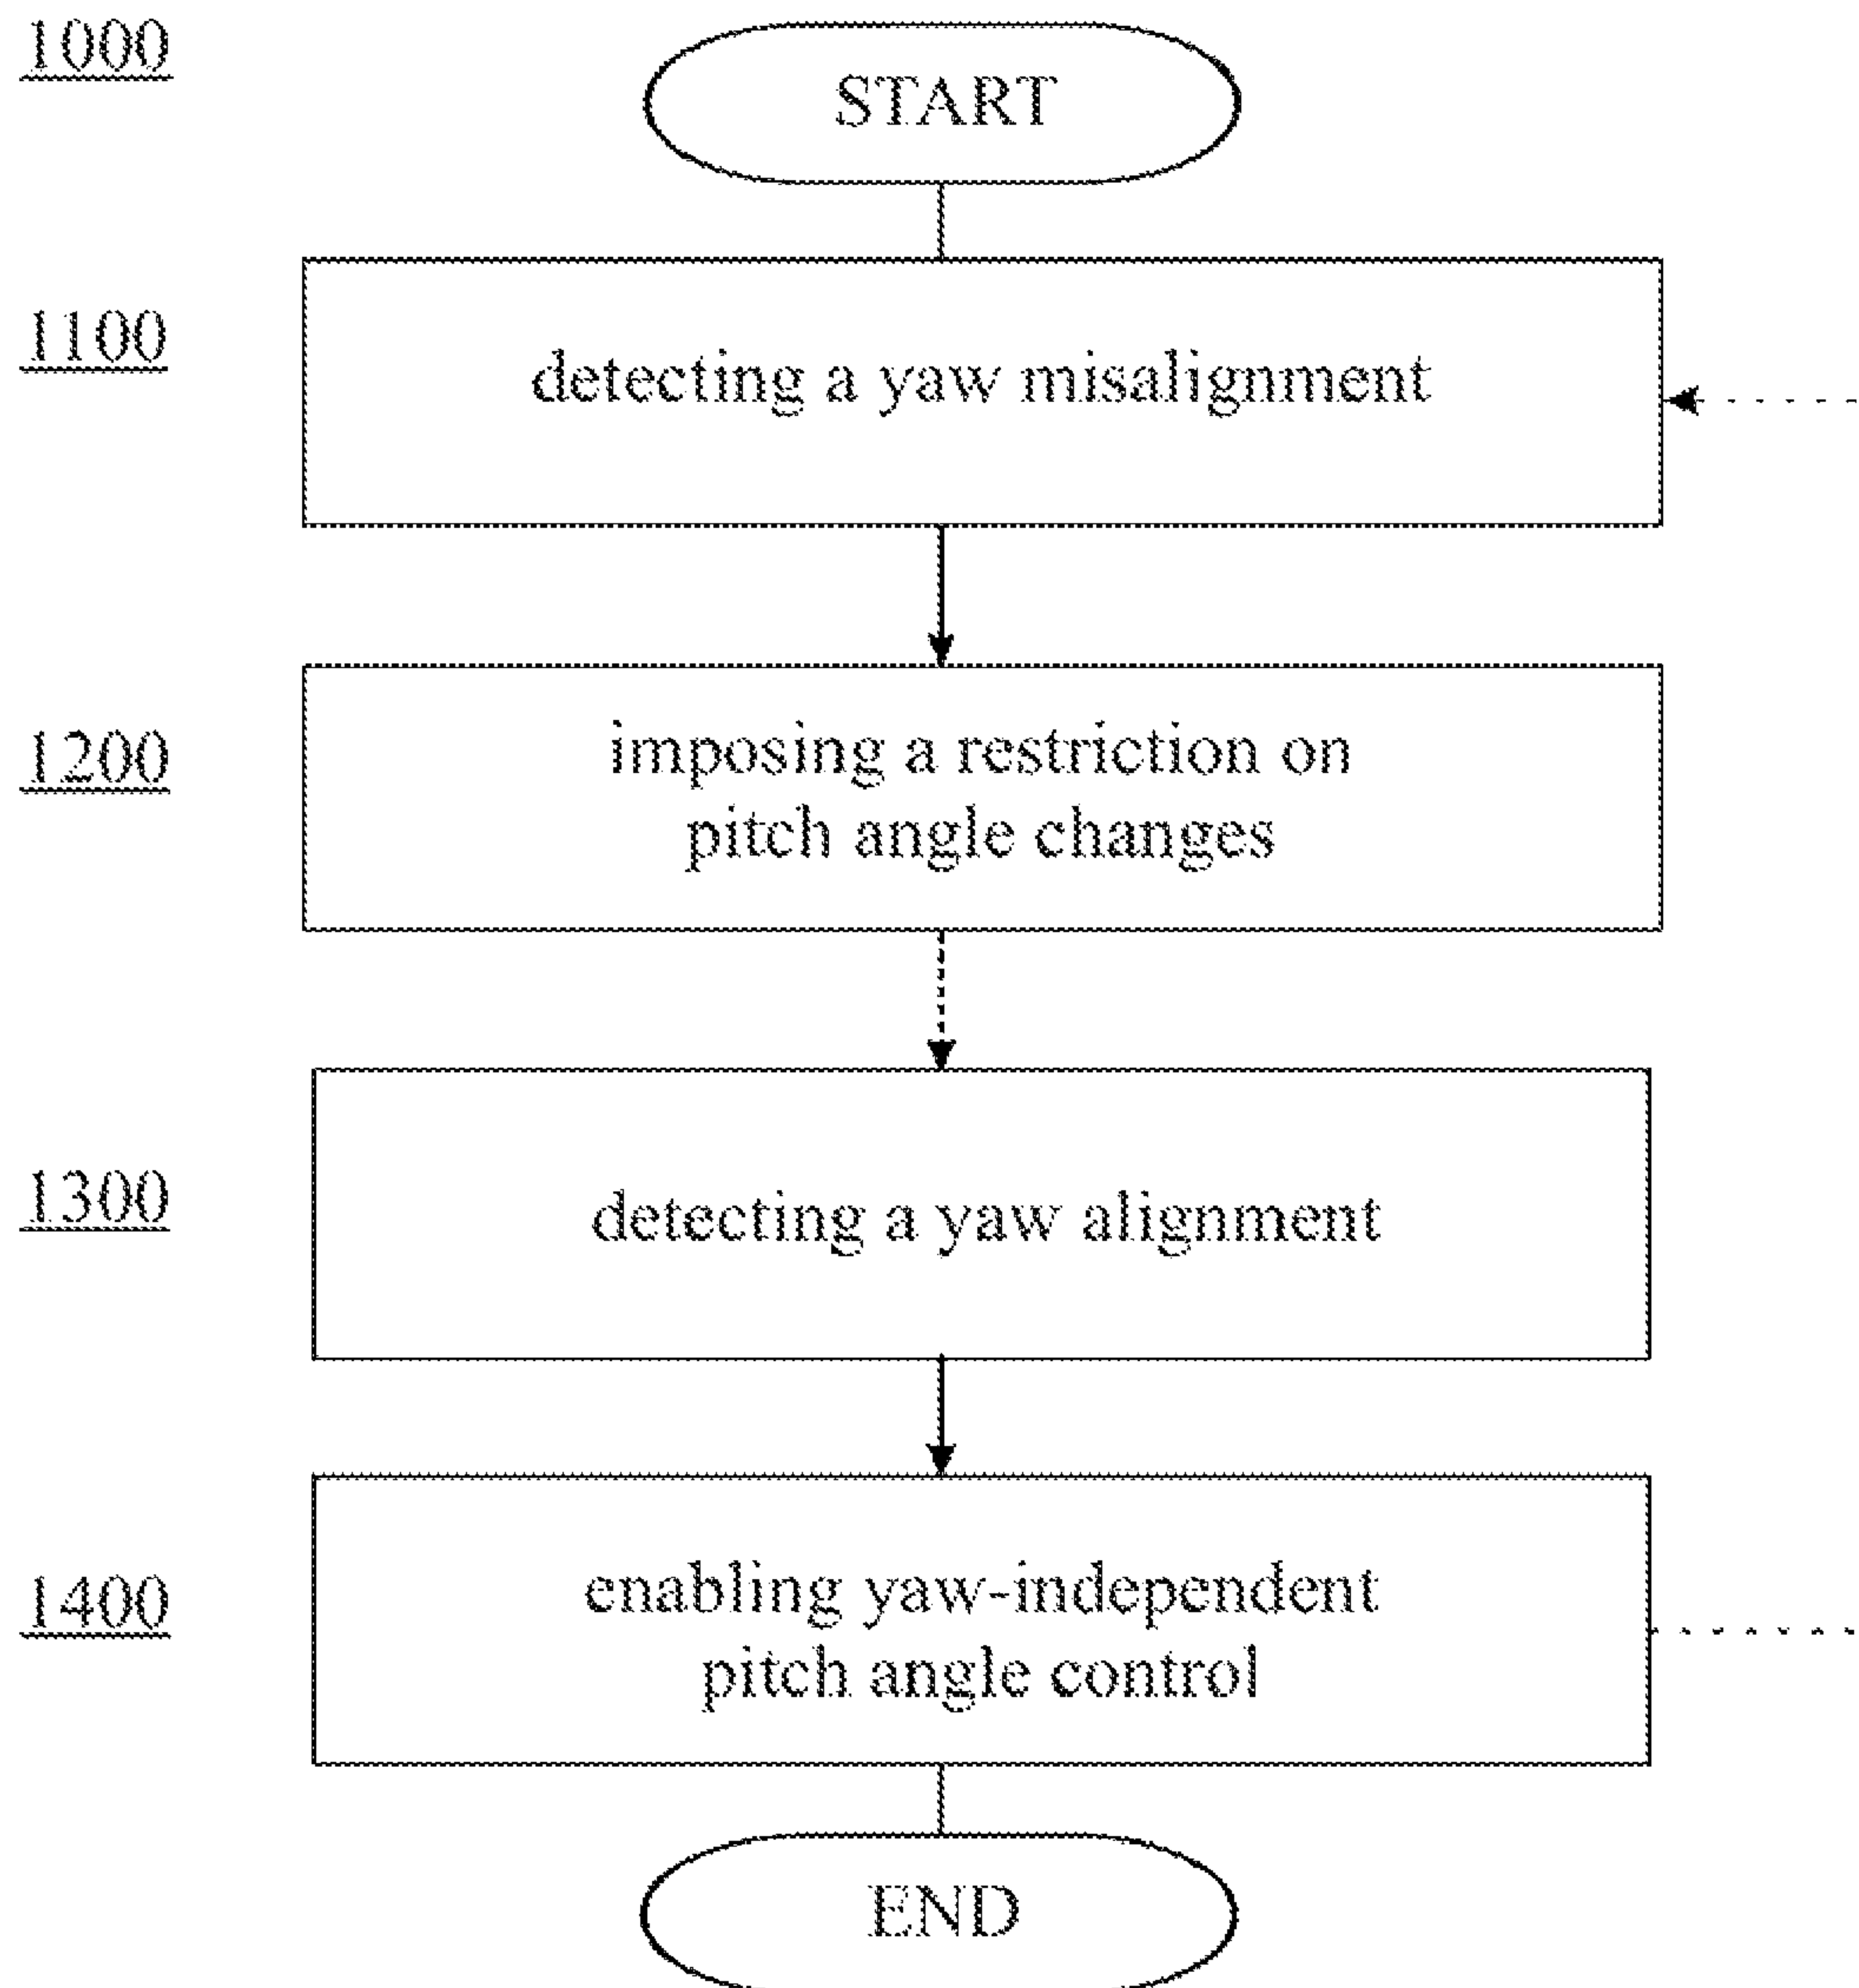 1000
START
1100
detecting a yaw misalignment
1200
imposing a restriction on
pitch angle changes
1300
detecting a yaw alignment
1400
enabling yaw-independent
pitch angle control
END